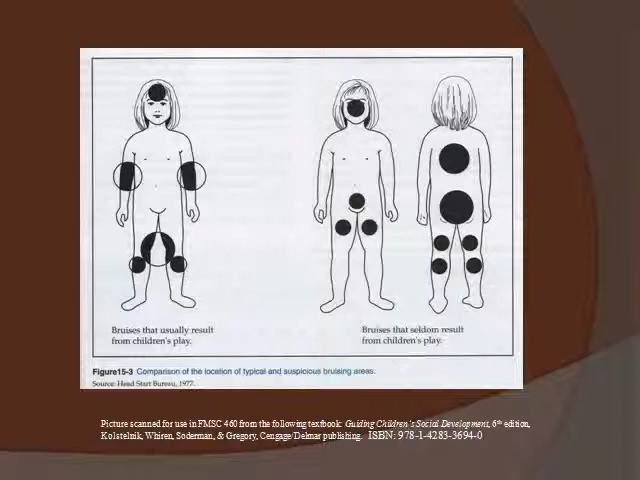 Bruises that usually result
from children's play.
Bruises that seldom result
from children's play.
Figure15-3 Comparison of the location of typical and suspicious bruising areas.
Source: Head Start Bureau, 1977.
Picture scanned for use in FMSC 460 from the following textbook: Guiding Children's Social Development, 6th edition,
Kolstelnik, Whiren, Soderman, & Gregory, Cengage/Delmar publishing. ISBN: 978-1-4283-3694-0